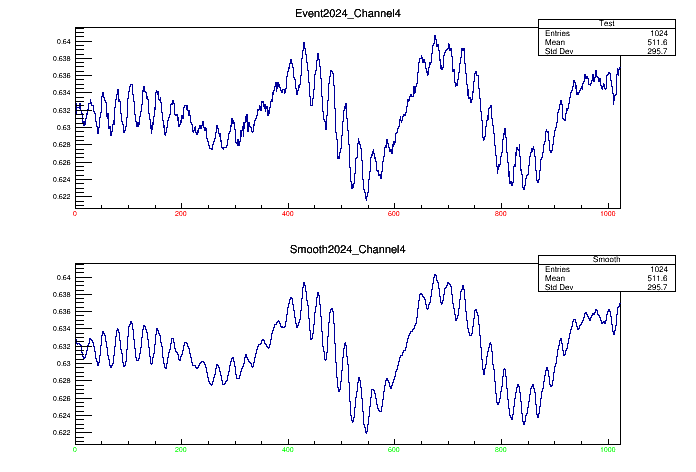 Event2024_Channel4
Test
Entries 1024
Mean 511.6
Std Dev 295.7
0.64
0.638
0.636
0.634
0.632
0.63
0.628
0.626
0.624
0.622
0 200 400 600 800 1000
Smooth2024_Channel4
Smooth
Entries 1024
Mean 511.6
Std Dev 295.7
0.64
0.638
0.636
0.634
0.632
0.63
0.628
0.626
0.624
0.622
0 200 400 600 800 1000